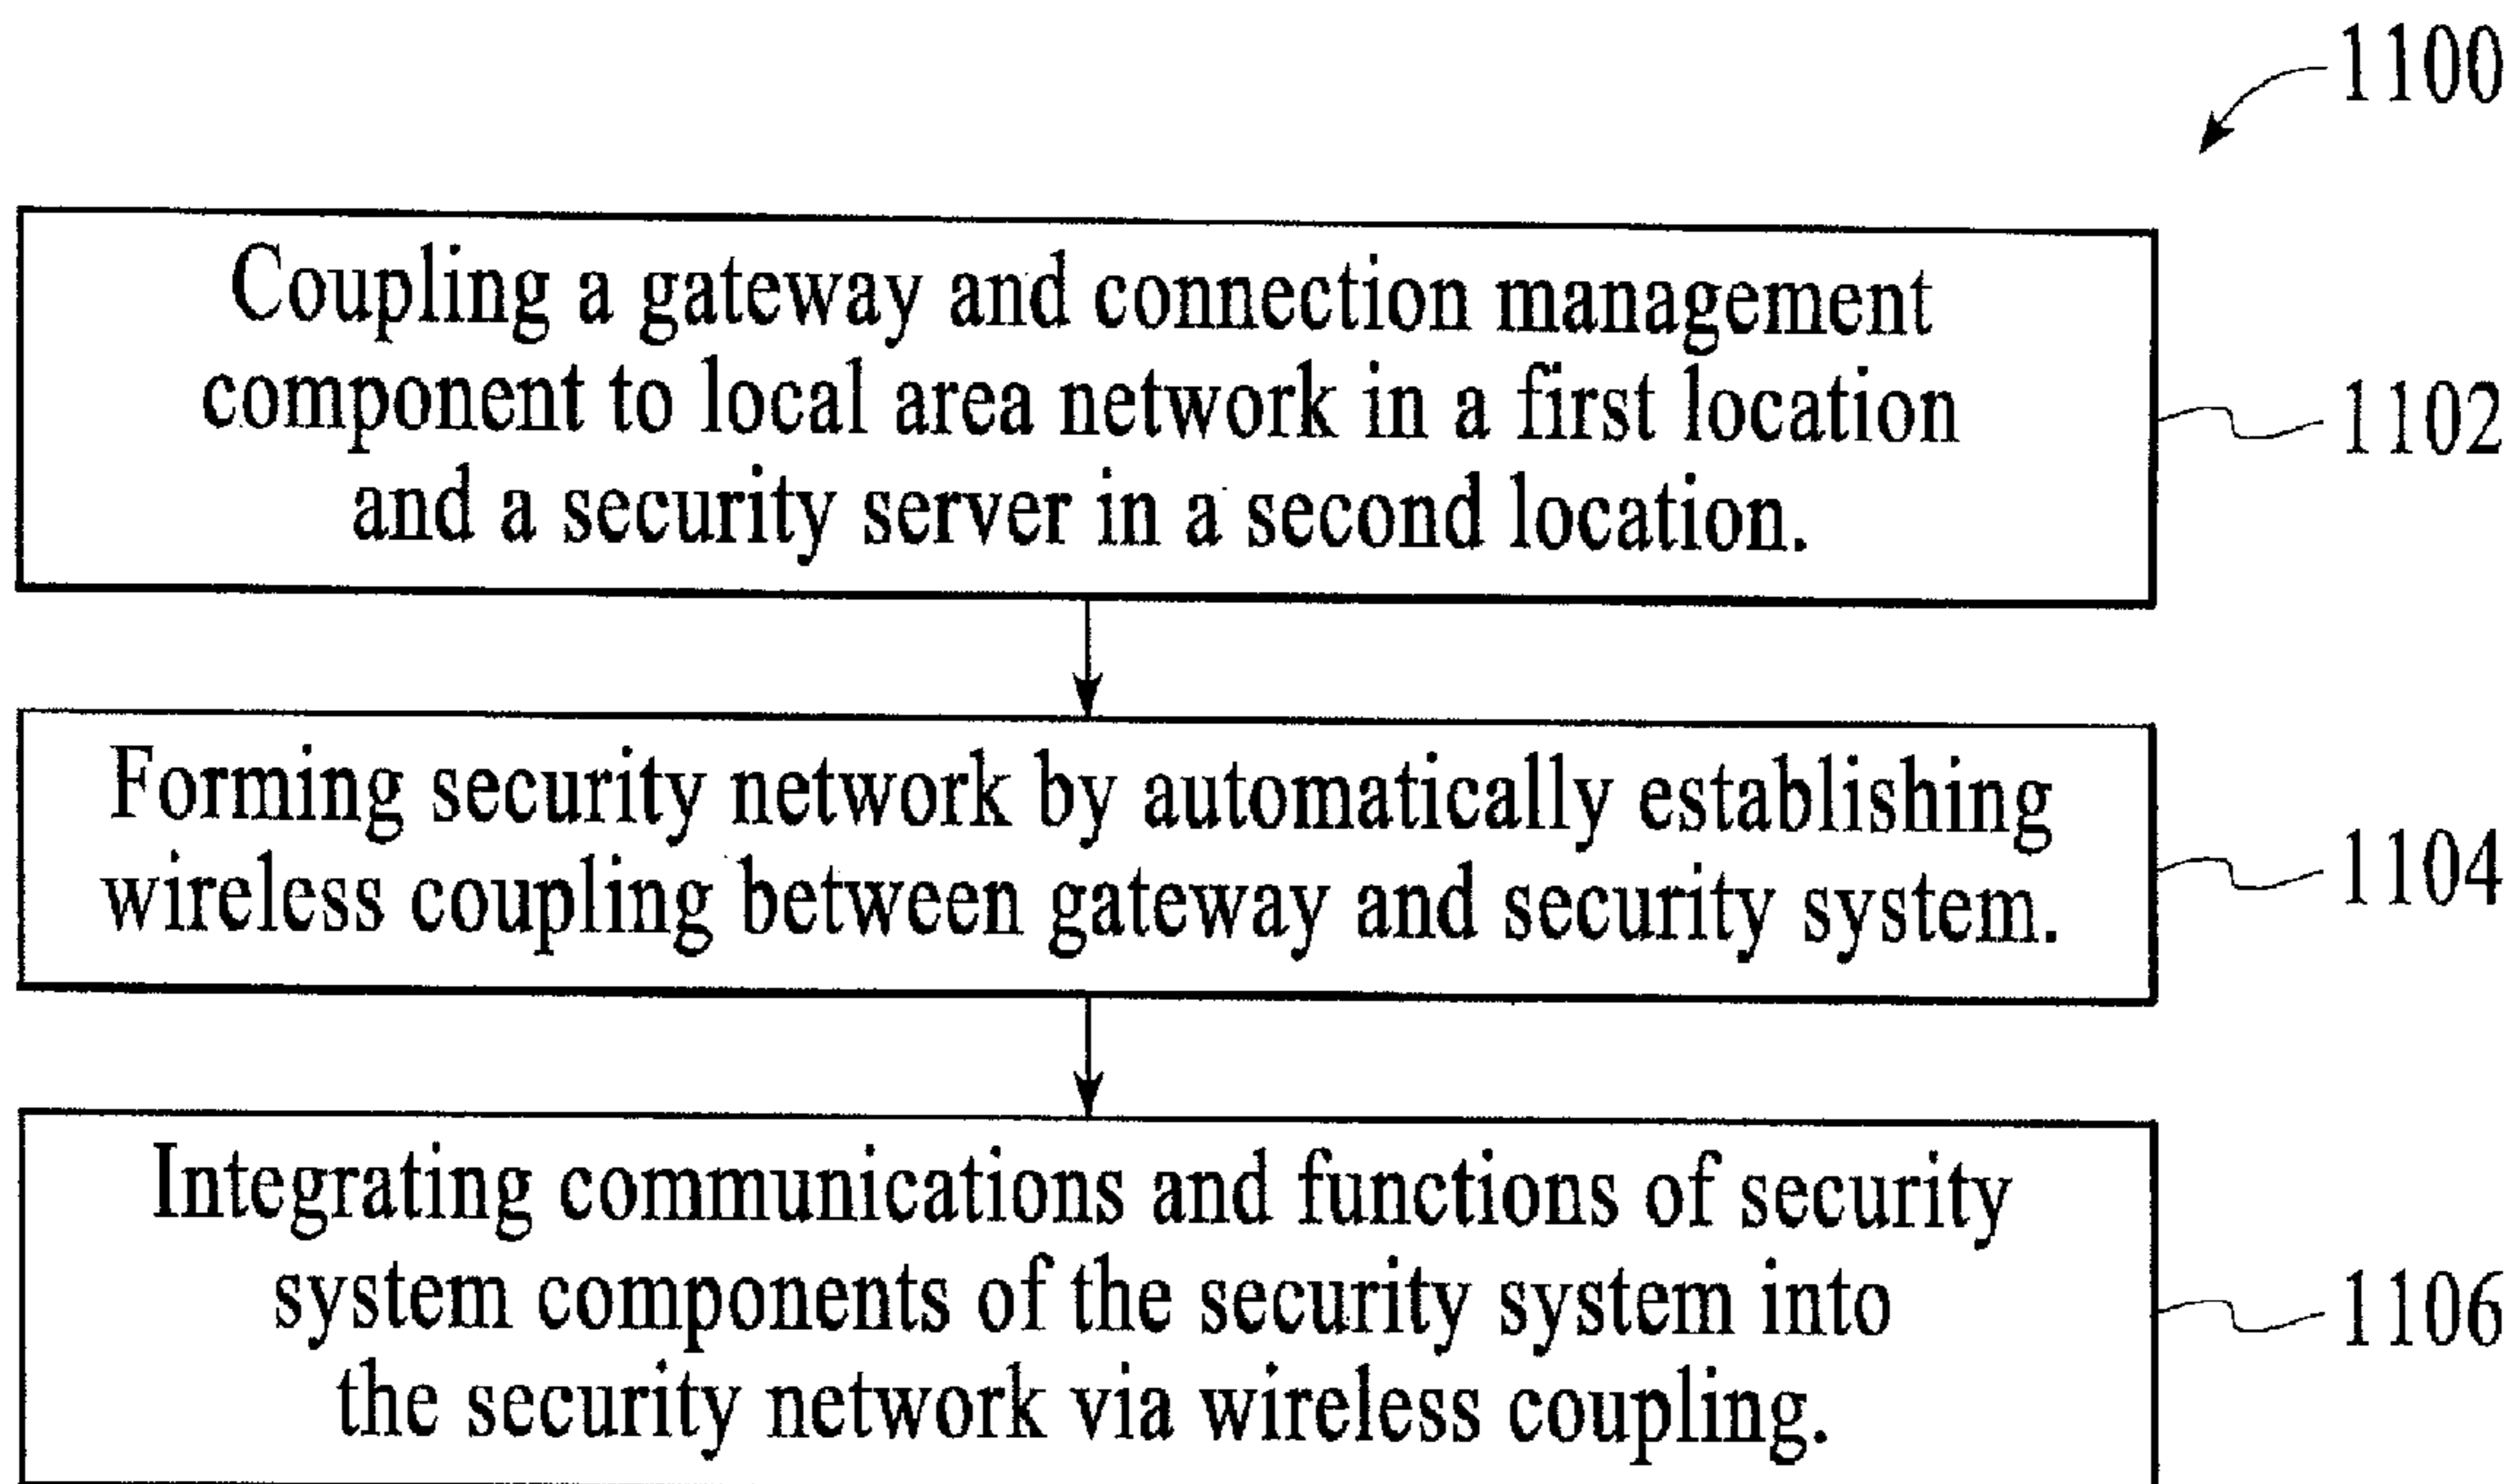 1100
Coupling a gateway and connection management
component to local area network in a first location
and a security server in a second location.
1102
Forming security network by automatically establishing
wireless coupling between gateway and security system.
1104
Integrating communications and functions of security
system components of the security system into
the security network via wireless coupling.
1106